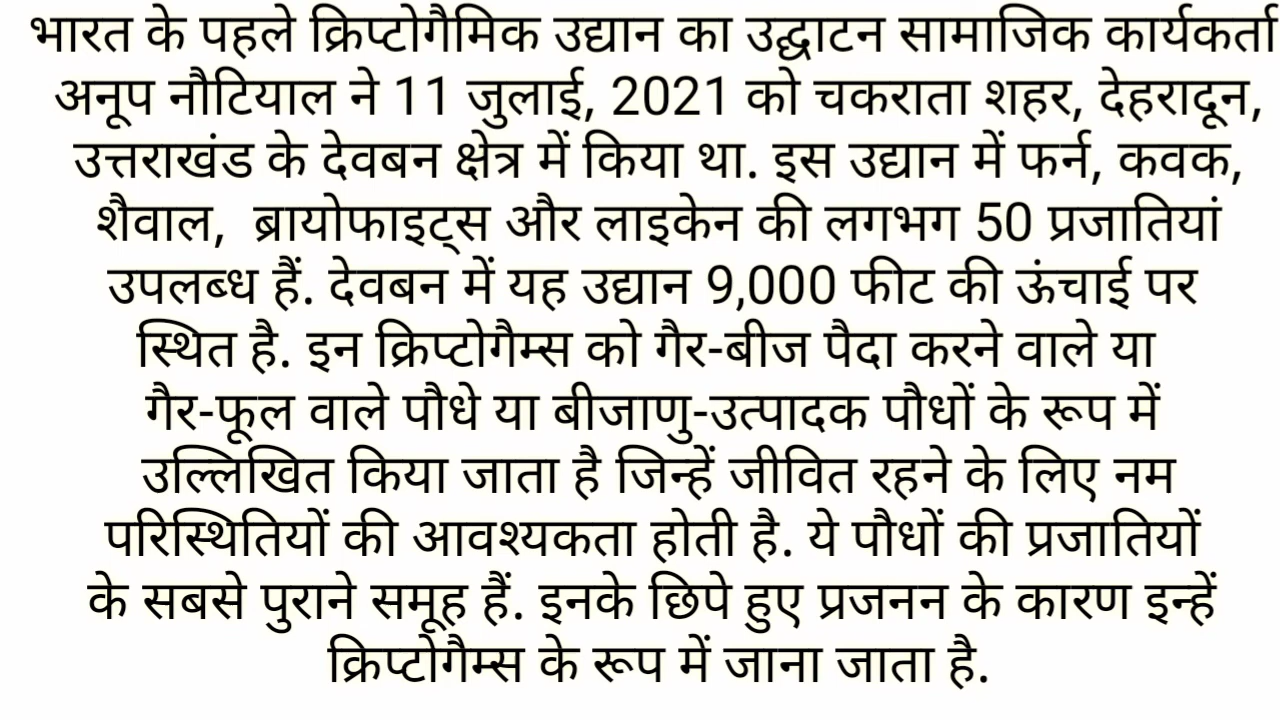 भारत के पहले क्रिप्टोगैमिक उद्यान का उद्घाटन सामाजिक कार्यकर्ता
अनूप नौटियाल ने 11 जुलाई, 2021 को चकराता शहर, देहरादून,
उत्तराखंड के देवबन क्षेत्र में किया था. इस उद्यान में फर्न, कवक,
शैवाल,  ब्रायोफाइट्स और लाइकेन की लगभग 50 प्रजातियां
उपलब्ध हैं. देवबन में यह उद्यान 9,000 फीट की ऊंचाई पर
स्थित है. इन क्रिप्टोगैम्स को गैर-बीज पैदा करने वाले या
गैर-फूल वाले पौधे या बीजाणु-उत्पादक पौधों के रूप में
उल्लिखित किया जाता है जिन्हें जीवित रहने के लिए नम
परिस्थितियों की आवश्यकता होती है. ये पौधों की प्रजातियों
के सबसे पुराने समूह हैं. इनके छिपे हुए प्रजनन के कारण इन्हें
क्रिप्टोगैम्स के रूप में जाना जाता है.